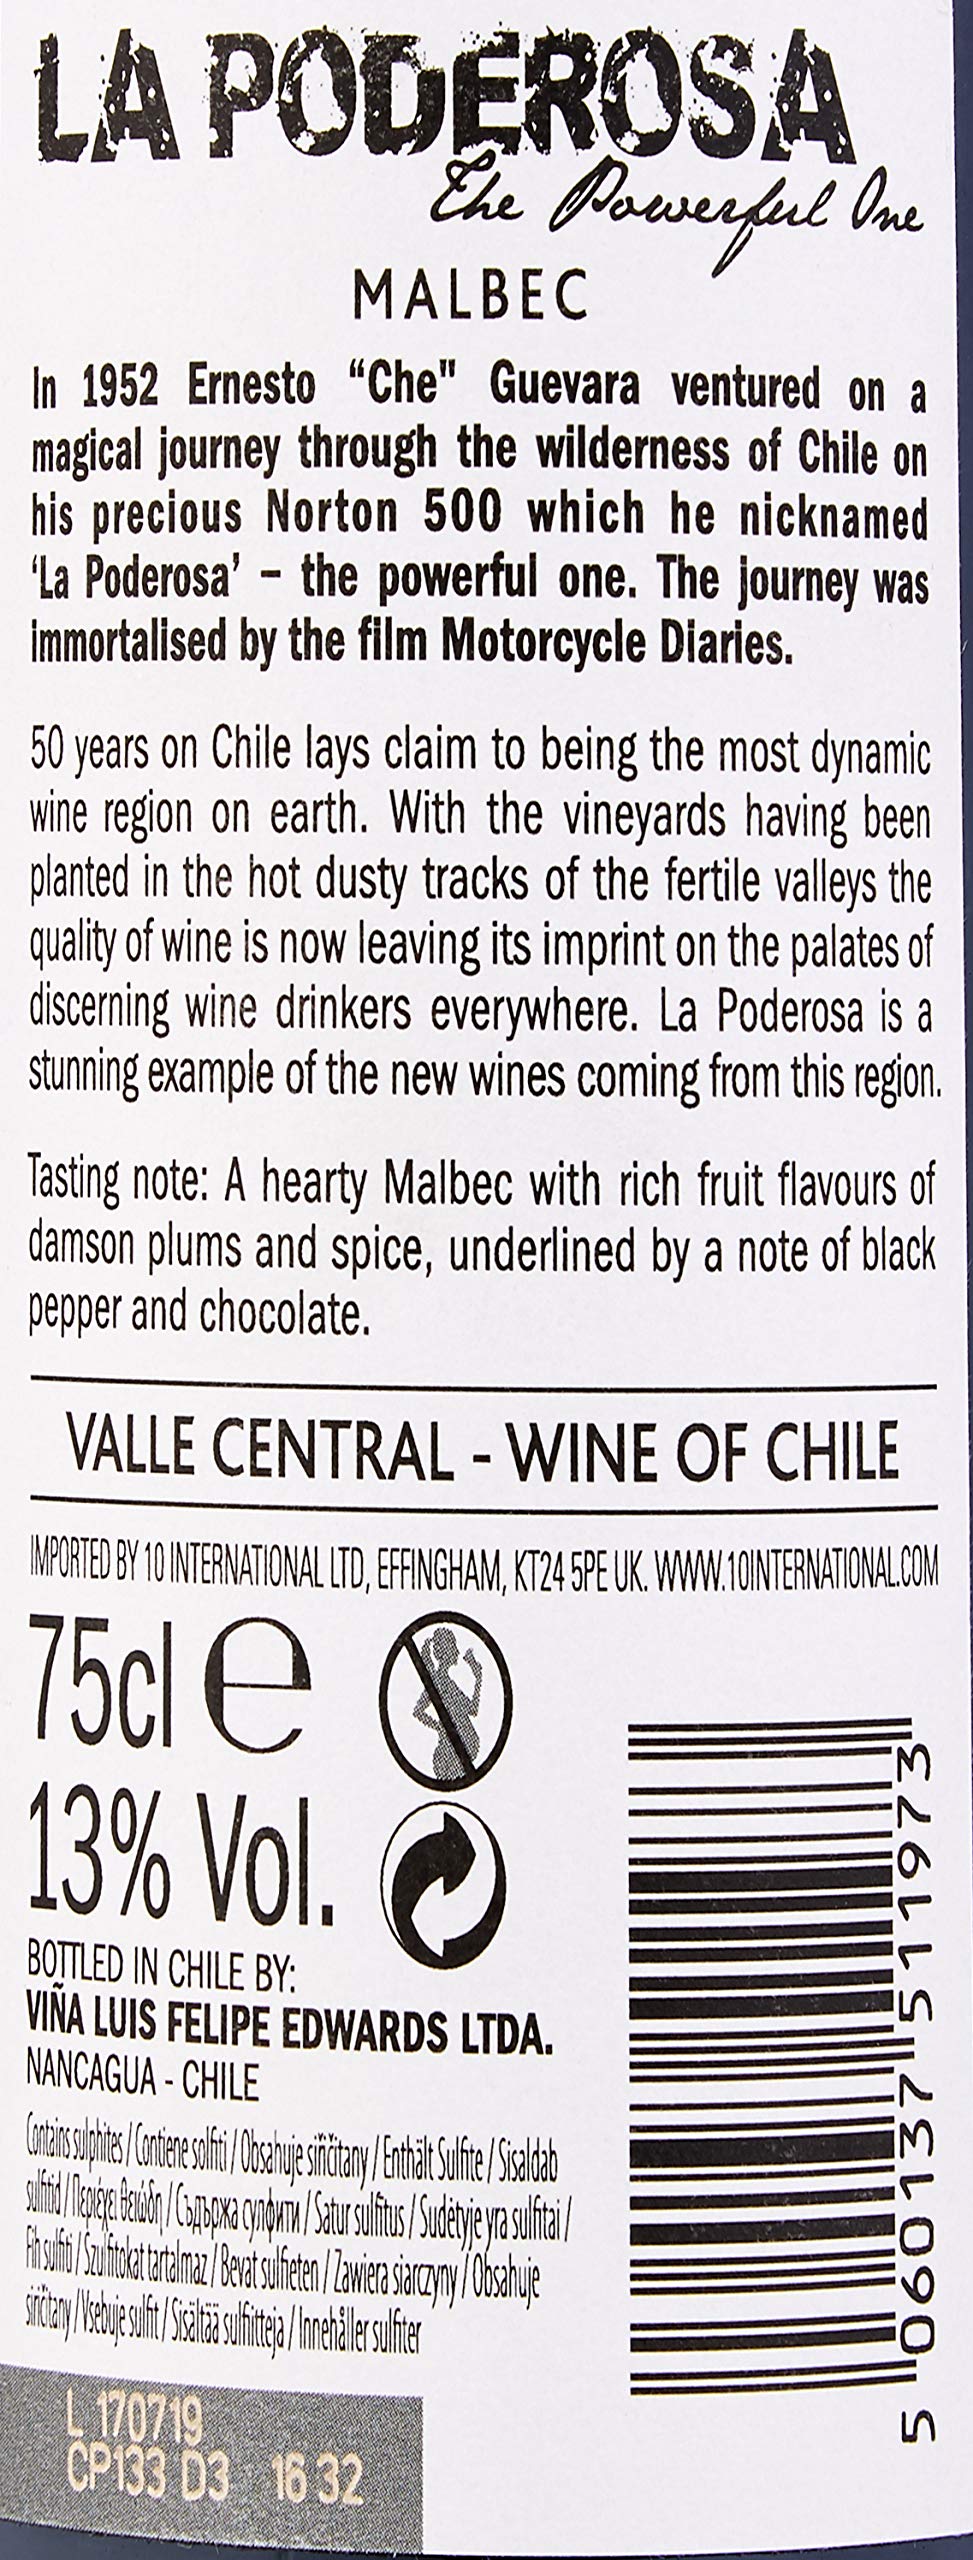 LA PODEROSA
The Powerful One
MALBEC
In 1952 Ernesto “Che" Guevara ventured on a
magical journey through the wilderness of Chile on
his precious Norton 500 which he nicknamed
‘La Poderosa’ – the powerful one. The journey was
immortalised by the film Motorcycle Diaries.
50 years on Chile lays claim to being the most dynamic
wine region on earth. With the vineyards having been
planted in the hot dusty tracks of the fertile valleys the
quality of wine is now leaving its imprint on the palates of
discerning wine drinkers everywhere. La Poderosa is a
stunning example of the new wines coming from this region.
Tasting note: A hearty Malbec with rich fruit flavours of
damson plums and spice, underlined by a note of black
pepper and chocolate.
VALLE CENTRAL - WINE OF CHILE
IMPORTED BY 10 INTERNATIONAL LTD, EFFINGHAM, KT24 5PE UK. WWW.10INTERNATIONAL.COM
75cl e
13% Vol.
BOTTLED IN CHILE BY:
VIÑA LUIS FELIPE EDWARDS LTDA.
NANCAGUA - CHILE
Contains sulphites / Contiene solfiti / Obsahuje siřičitany / Enthält Sulfite / Sisaldab
sulfitid / Περιέχει θειώδη / Съдържа сулфити / Satur sulfītus / Sudėtyje yra sulfitai /
Fih sulfiti / Szulfitokat tartalmaz / Bevat sulfieten / Zawiera siarczyny / Obsahuje
siričitany / Vsebuje sulfit / Sisältää sulfiitteja / Innehåller sulfiter
5 060137 511973
L 170719
CP133 D3 16 32